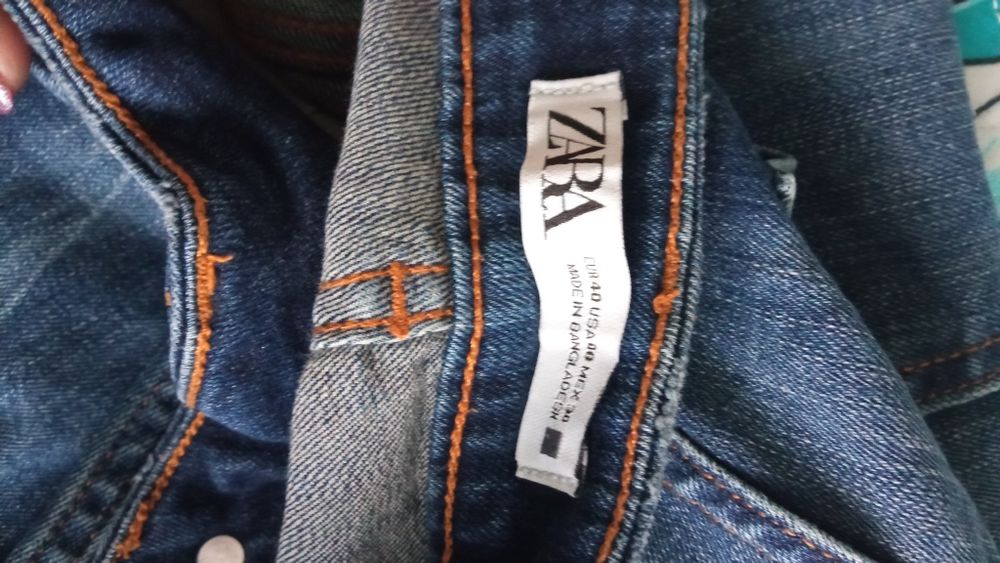 ZARA
EUR 40 USA 08 MEX 30
MADE IN BANGLADESH